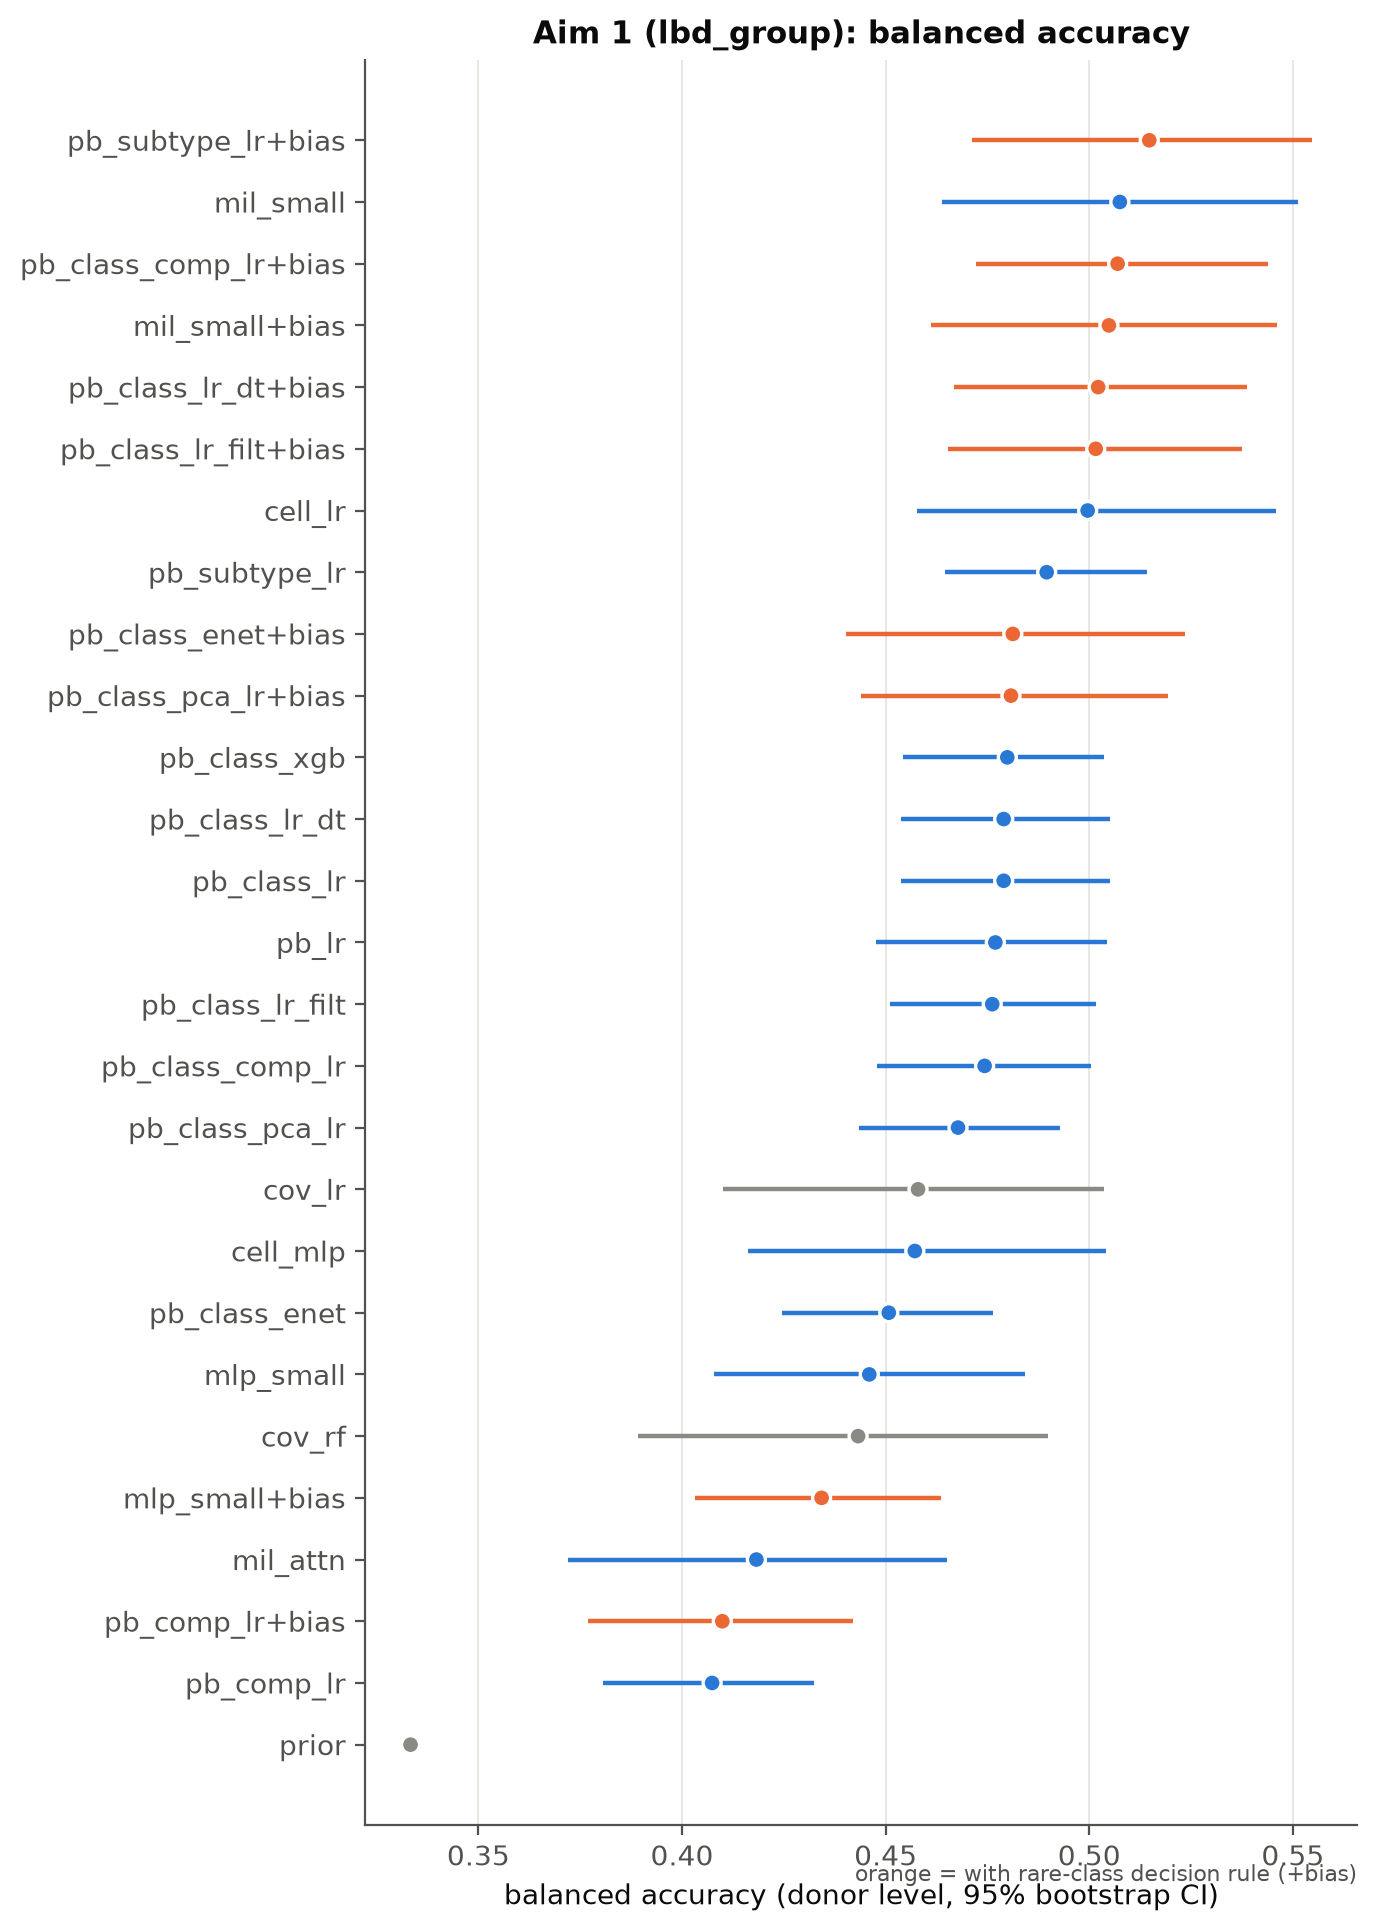 Aim 1 (lbd_group): balanced accuracy
pb_subtype_lr+bias
mil_small
pb_class_comp_lr+bias
mil_small+bias
pb_class_lr_dt+bias
pb_class_lr_filt+bias
cell_lr
pb_subtype_lr
pb_class_enet+bias
pb_class_pca_lr+bias
pb_class_xgb
pb_class_lr_dt
pb_class_lr
pb_lr
pb_class_lr_filt
pb_class_comp_lr
pb_class_pca_lr
cov_lr
cell_mlp
pb_class_enet
mlp_small
cov_rf
mlp_small+bias
mil_attn
pb_comp_lr+bias
pb_comp_lr
prior
0.35 0.40 0.45 0.50 0.55
orange = with rare-class decision rule (+bias)
balanced accuracy (donor level, 95% bootstrap CI)